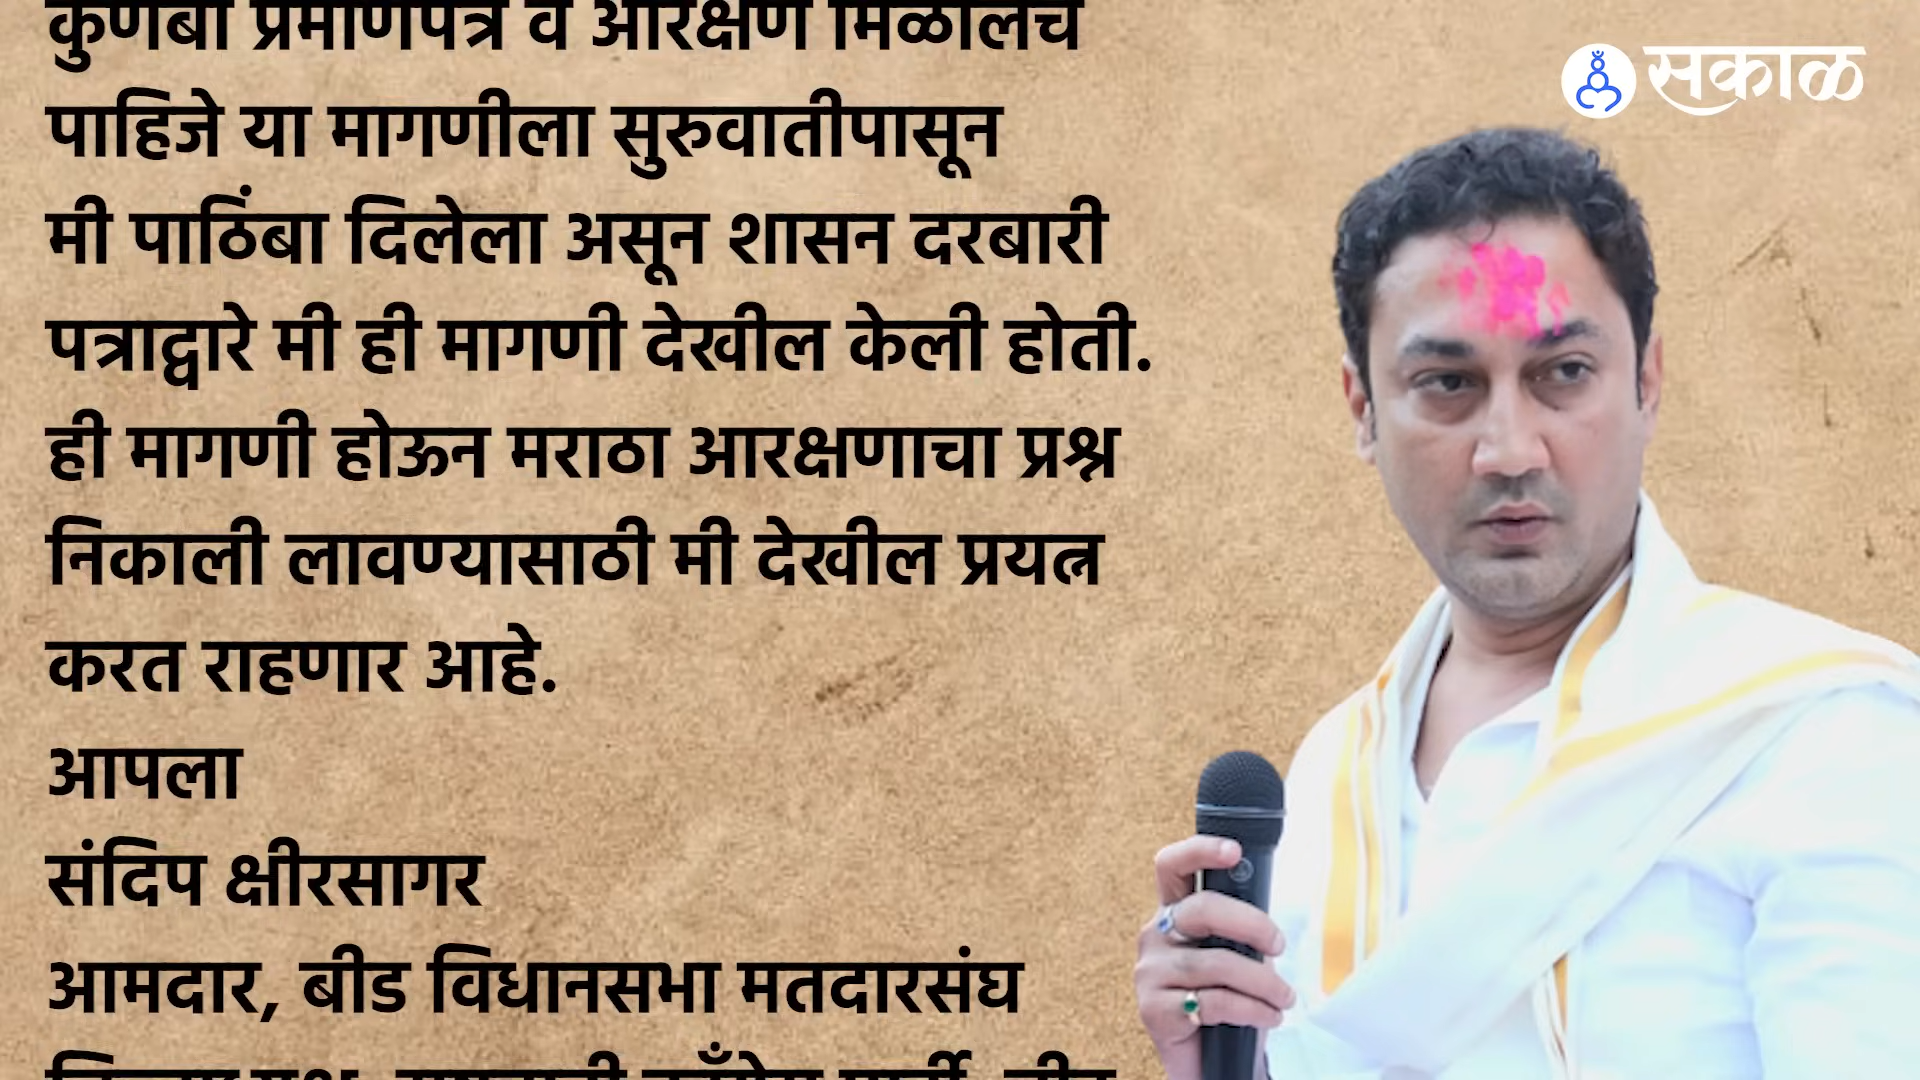 कुणबी प्रमाणपत्र व आरक्षण मिळालंच
सकाळ
पाहिजे या मागणीला सुरुवातीपासून
मी पाठिंबा दिलेला असून शासन दरबारी
पत्राद्वारे मी ही मागणी देखील केली होती.
ही मागणी होऊन मराठा आरक्षणाचा प्रश्न
निकाली लावण्यासाठी मी देखील प्रयत्न
करत राहणार आहे.
आपला
संदिप क्षीरसागर
आमदार, बीड विधानसभा मतदारसंघ